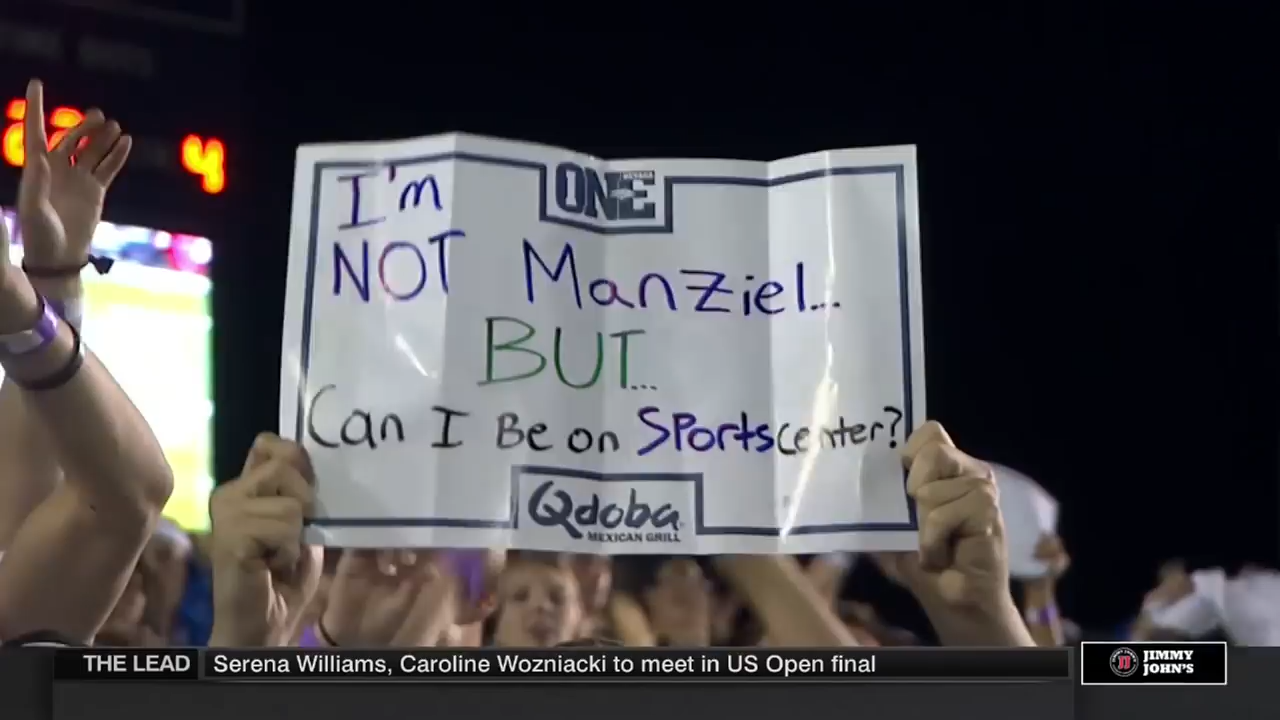 4
I'm
ONE
NOT Manziel...
BUT...
Can I Be on Sportscenter?
Qdoba
MEXICAN GRILL
THE LEAD
Serena Williams, Caroline Wozniacki to meet in US Open final
JIMMY
JOHN'S